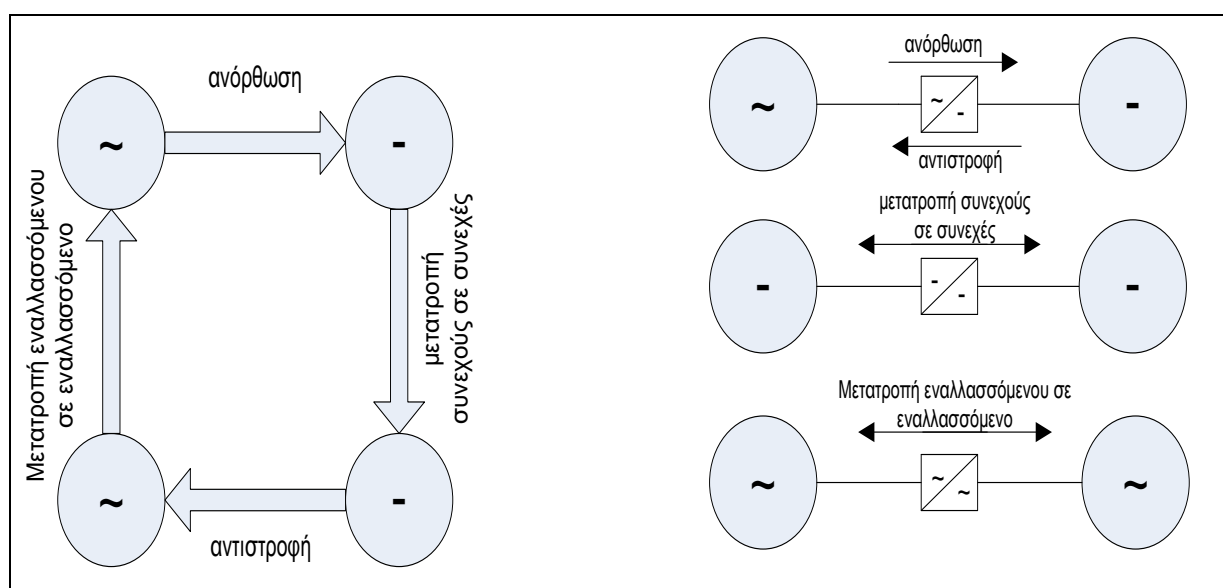 ανόρθωση
~
-
Μετατροπή εναλλασσόμενου
σε εναλλασσόμενο
μετατροπή
συνεχούς σε συνεχές
~
-
αντιστροφή
ανόρθωση
~
~
-
-
αντιστροφή
μετατροπή συνεχούς
σε συνεχές
-
-
-
-
Μετατροπή εναλλασσόμενου σε
εναλλασσόμενο
~
~
~
~